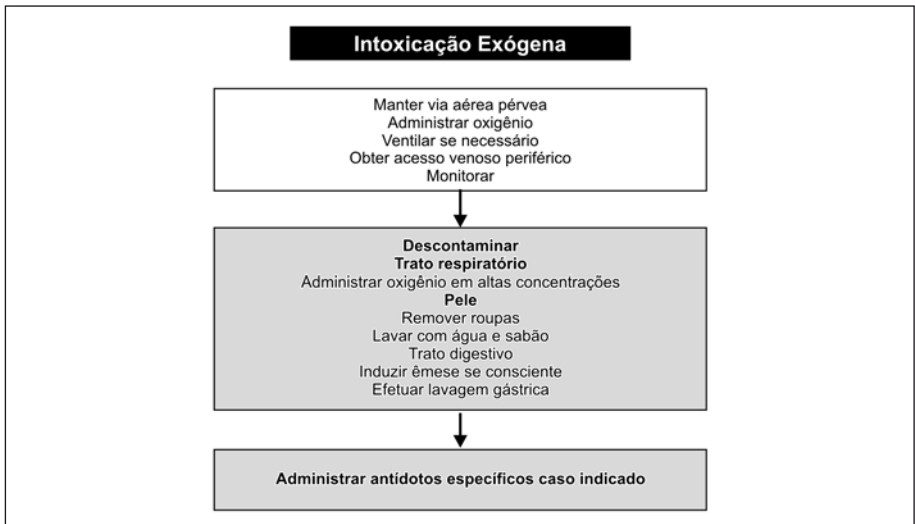 Intoxicação Exógena
Manter via aérea pérvea
Administrar oxigênio
Ventilar se necessário
Obter acesso venoso periférico
Monitorar
Descontaminar
Trato respiratório
Administrar oxigênio em altas concentrações
Pele
Remover roupas
Lavar com água e sabão
Trato digestivo
Induzir êmese se consciente
Efetuar lavagem gástrica
Administrar antídotos específicos caso indicado